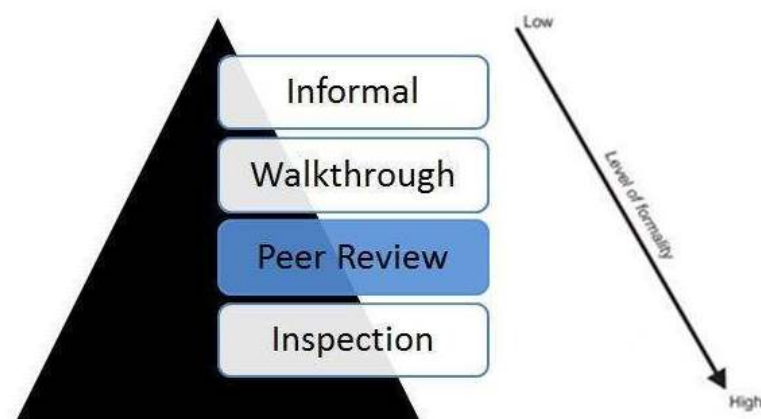 Low
Informal
Walkthrough
Level of formality
Peer Review
Inspection
High